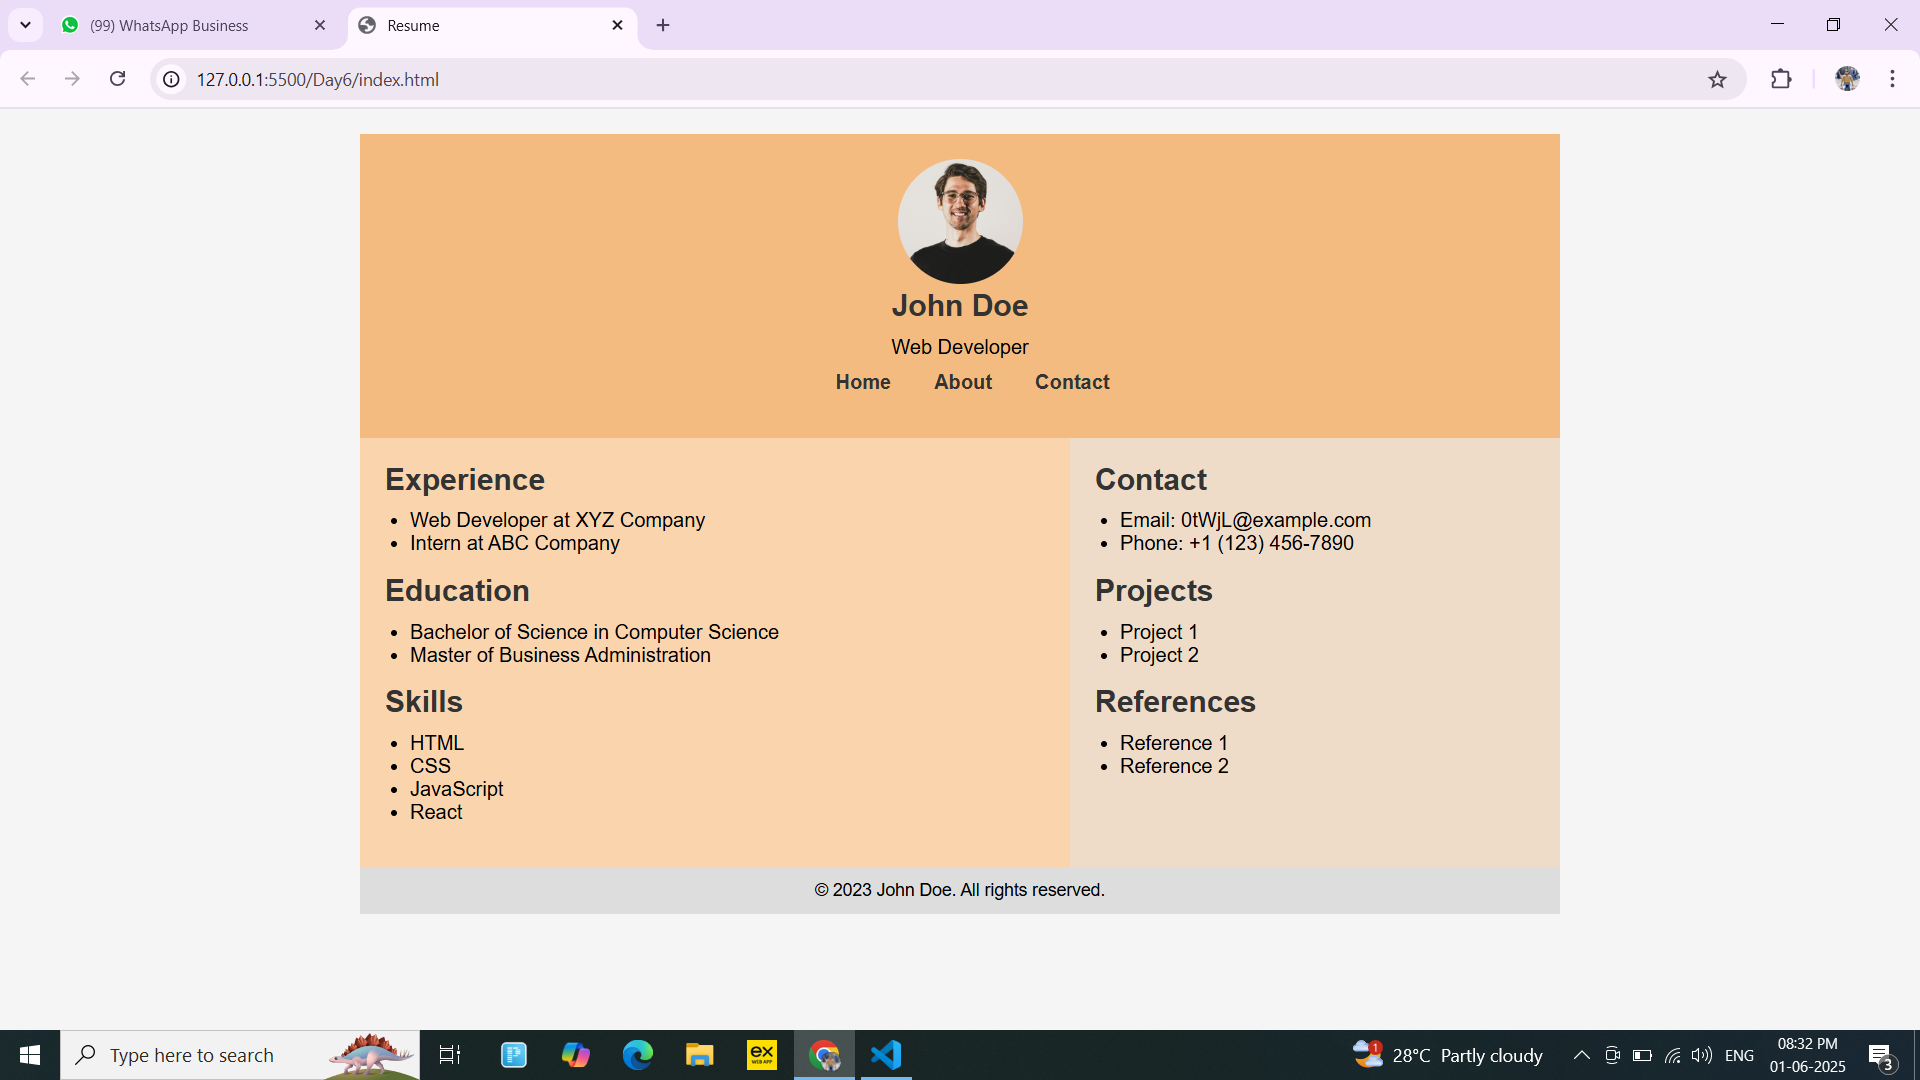 (99) WhatsApp Business
Resume
127.0.0.1:5500/Day6/index.html
John Doe
Web Developer
Home About Contact
Experience
Web Developer at XYZ Company
Intern at ABC Company
Education
Bachelor of Science in Computer Science
Master of Business Administration
Skills
HTML
CSS
JavaScript
React
Contact
Email: 0tWjL@example.com
Phone: +1 (123) 456-7890
Projects
Project 1
Project 2
References
Reference 1
Reference 2
© 2023 John Doe. All rights reserved.
Type here to search
ex
WEB APP
1
28°C Partly cloudy
ENG
08:32 PM
01-06-2025
3